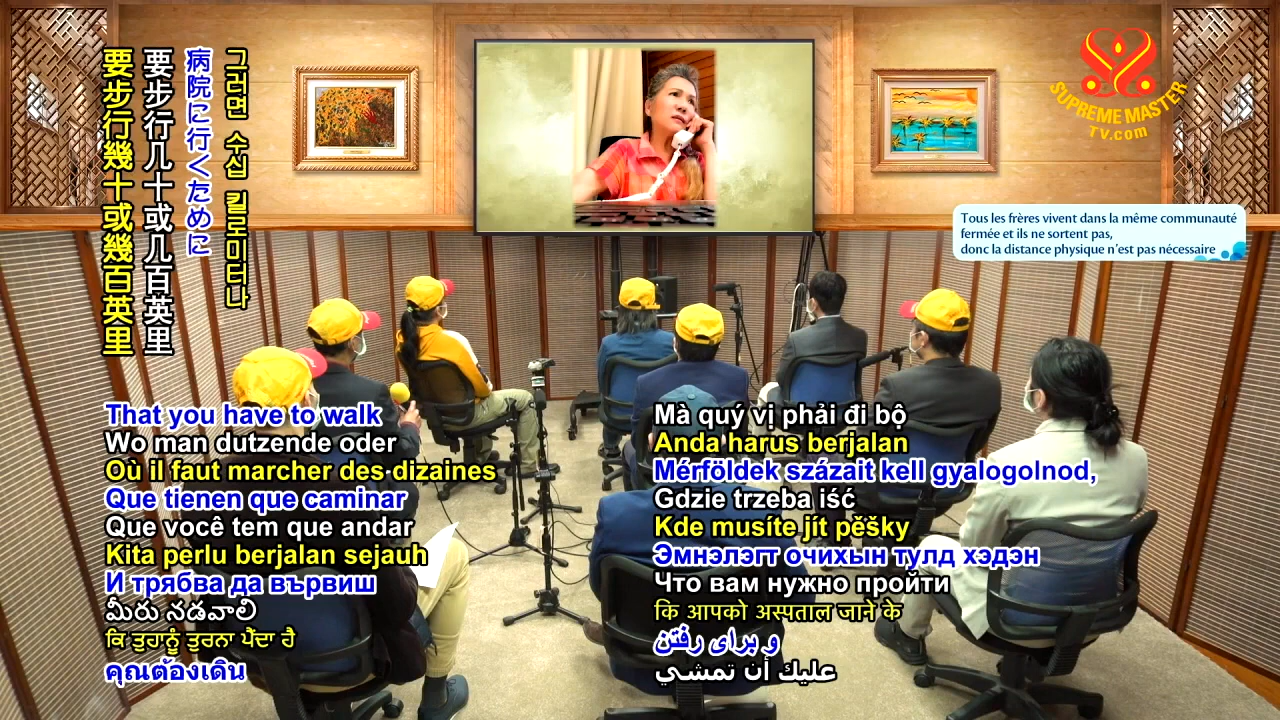 要步行幾十或幾百英里
要步行几十或几百英里
病院に行くために
그러면 수십 킬로미터나
SUPREME MASTER
TV.com
Tous les frères vivent dans la même communauté
fermée et ils ne sortent pas,
donc la distance physique n'est pas nécessaire
That you have to walk
Wo man dutzende oder
Où il faut marcher des dizaines
Que tienen que caminar
Que você tem que andar
Kita perlu berjalan sejauh
И трябва да вървиш
మీరు నడవాలి
ਕਿ ਤੁਹਾਨੂੰ ਤੁਰਨਾ ਪੈਂਦਾ ਹੈ
คุณต้องเดิน
Mà quý vị phải đi bộ
Anda harus berjalan
Mérföldek százait kell gyalogolnod,
Gdzie trzeba iść
Kde musíte jít pěšky
Эмнэлэгт очихын тулд хэдэн
Что вам нужно пройти
कि आपको अस्पताल जाने के
و برای رفتن
عليك أن تمشي